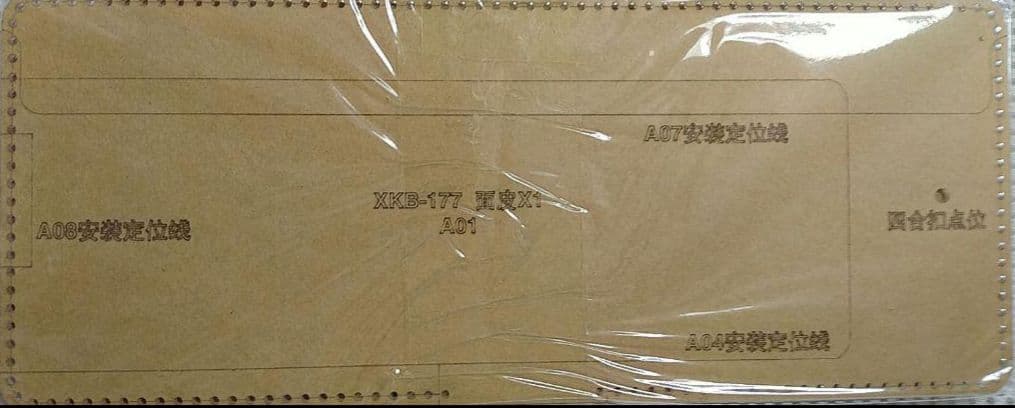 A07安装定位线
XKB-177 面皮X1
A01
A08安装定位线
四合扣点位
A04安装定位线